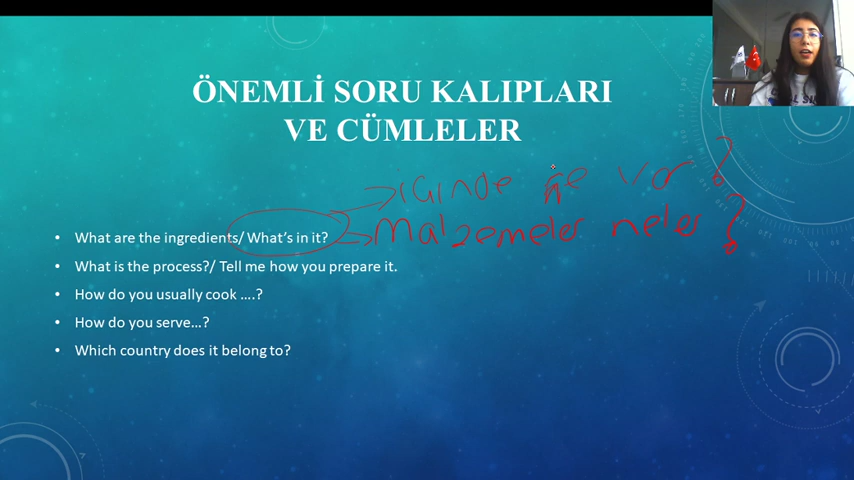 ÖNEMLİ SORU KALIPLARI
VE CÜMLELER
içinde ne var?
Malzemeler neler?
• What are the ingredients/ What's in it?
• What is the process?/ Tell me how you prepare it.
• How do you usually cook ….?
• How do you serve…?
• Which country does it belong to?